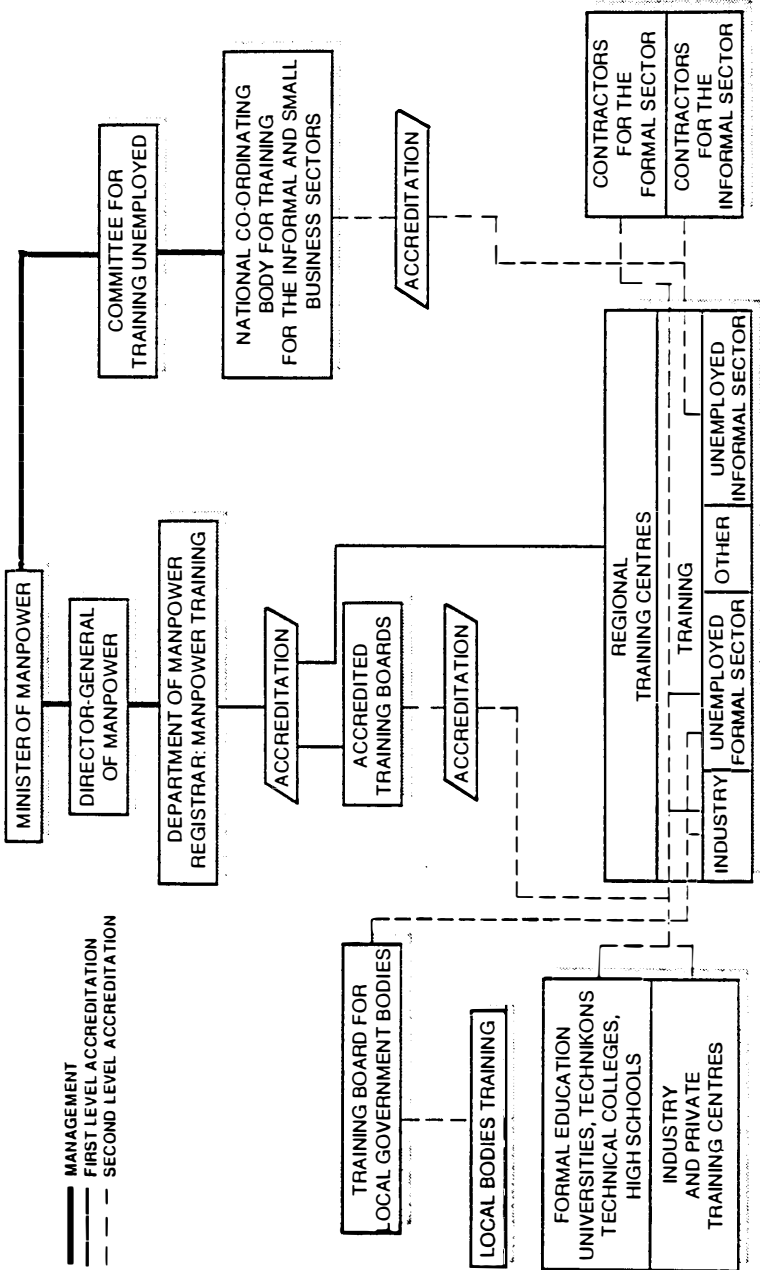 MANAGEMENT
FIRST LEVEL ACCREDITATION
SECOND LEVEL ACCREDITATION
MINISTER OF MANPOWER
DIRECTOR-GENERAL
OF MANPOWER
DEPARTMENT OF MANPOWER
REGISTRAR: MANPOWER TRAINING
ACCREDITATION
ACCREDITED
TRAINING BOARDS
ACCREDITATION
COMMITTEE FOR
TRAINING UNEMPLOYED
NATIONAL CO-ORDINATING
BODY FOR TRAINING
FOR THE INFORMAL AND SMALL
BUSINESS SECTORS
ACCREDITATION
TRAINING BOARD FOR
LOCAL GOVERNMENT BODIES
LOCAL BODIES TRAINING
FORMAL EDUCATION
UNIVERSITIES, TECHNIKONS
TECHNICAL COLLEGES,
HIGH SCHOOLS
INDUSTRY
AND PRIVATE
TRAINING CENTRES
REGIONAL
TRAINING CENTRES
TRAINING
INDUSTRY
UNEMPLOYED
FORMAL SECTOR
OTHER
UNEMPLOYED
INFORMAL SECTOR
CONTRACTORS
FOR THE
FORMAL SECTOR
CONTRACTORS
FOR THE
INFORMAL SECTOR